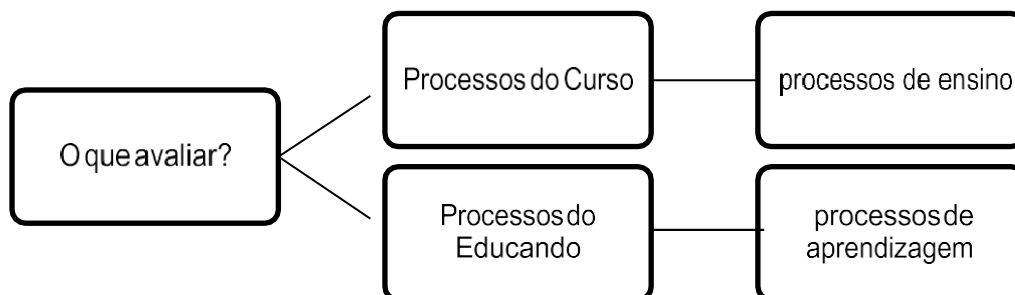 O que avaliar?
Processos do Curso
processos de ensino
Processos do
Educando
processos de
aprendizagem